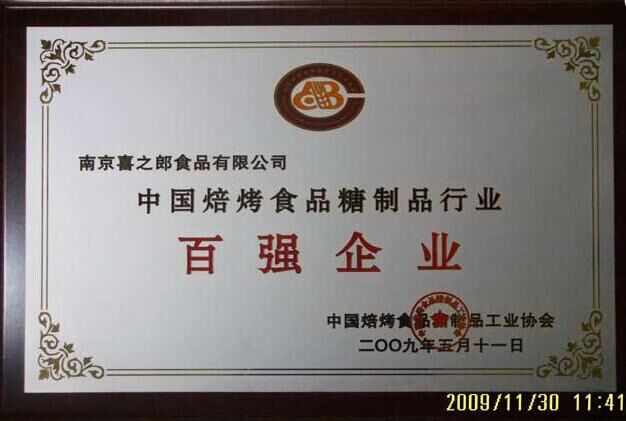 南京喜之郎食品有限公司
中国焙烤食品糖制品行业
百强企业
中国焙烤食品糖制品工业协会
二〇〇九年五月十一日
2009/11/30 11:41